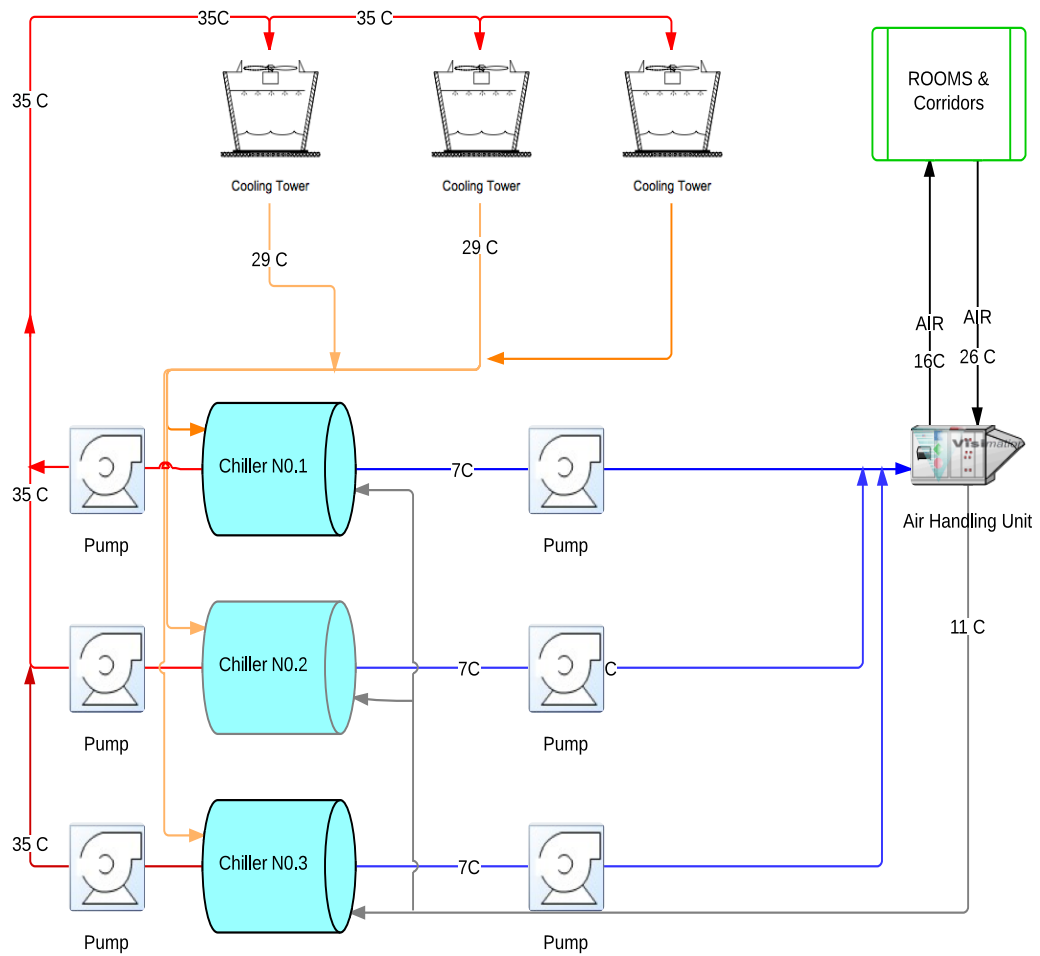 35C
35 C
35 C
ROOMS &
Corridors
Cooling Tower
Cooling Tower
Cooling Tower
29 C
29 C
AIR
16C
AIR
26 C
Chiller N0.1
7C
35 C
Pump
Pump
Air Handling Unit
11 C
Chiller N0.2
7C
C
Pump
Pump
35 C
Chiller N0.3
7C
Pump
Pump